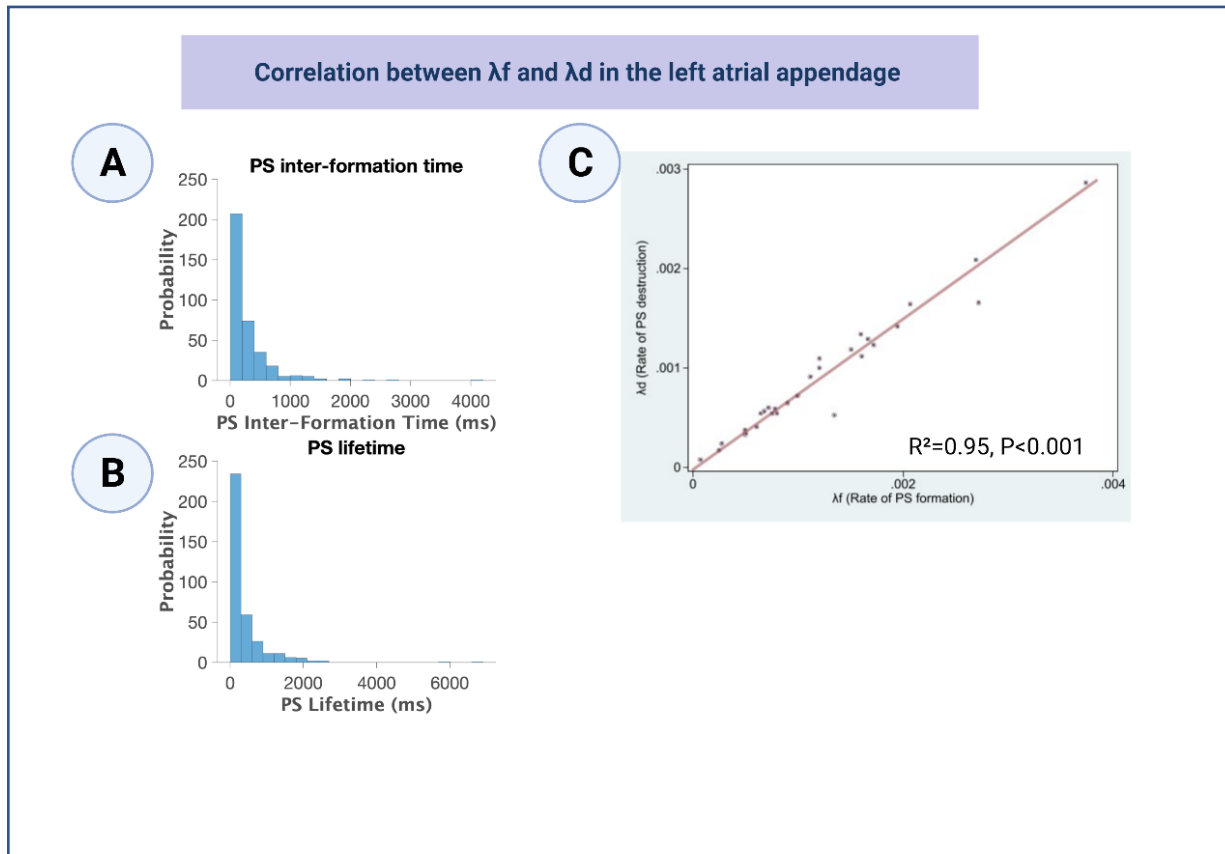 Correlation between λf and λd in the left atrial appendage
A
PS inter-formation time
250
200
150
100
50
0
Probability
0 1000 2000 3000 4000
PS Inter-Formation Time (ms)
B
PS lifetime
250
200
150
100
50
0
Probability
0 2000 4000 6000
PS Lifetime (ms)
C
.003
.002
.001
0
λd (Rate of PS destruction)
R²=0.95, P<0.001
0 .002 .004
λf (Rate of PS formation)